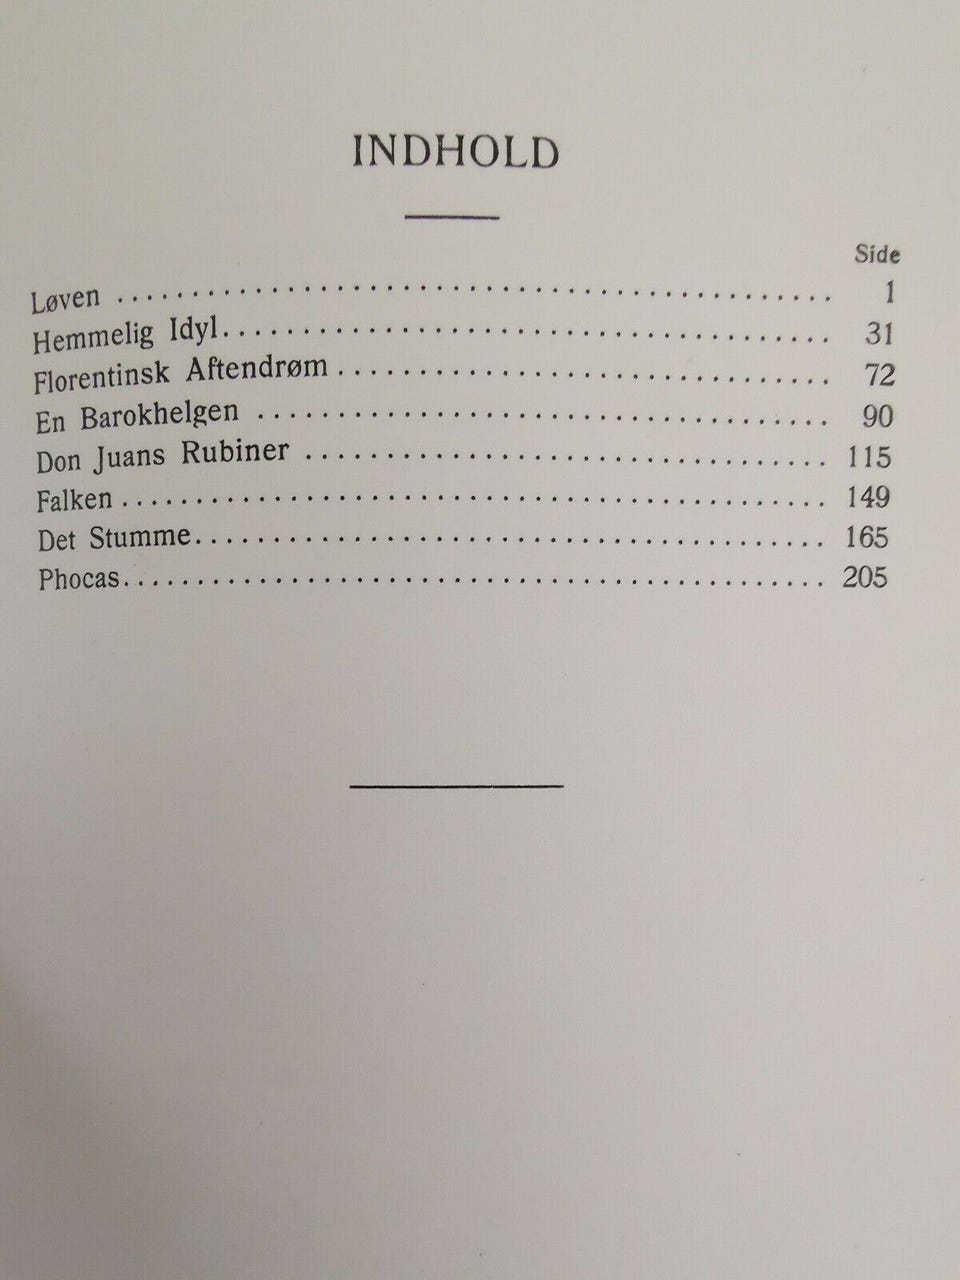 INDHOLD
Side
Løven ........................................ 1
Hemmelig Idyl................................ 31
Florentinsk Aftendrøm .......................... 72
En Barokhelgen .............................. 90
Don Juans Rubiner ............................ 115
Falken ...................................... 149
Det Stumme.................................. 165
Phocas...................................... 205